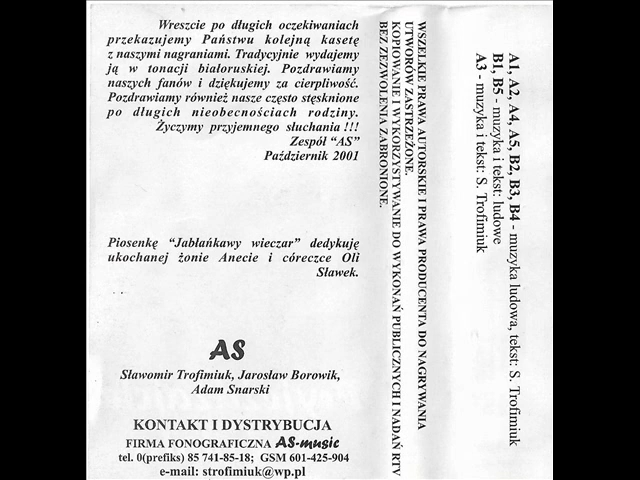 Wreszcie po długich oczekiwaniach
przekazujemy Państwu kolejną kasetę
z naszymi nagraniami. Tradycyjnie wydajemy
ją w tonacji białoruskiej. Pozdrawiamy
naszych fanów i dziękujemy za cierpliwość.
Pozdrawiamy również nasze często stęsknione
po długich nieobecnościach rodziny.
Życzymy przyjemnego słuchania !!!
Zespół "AS"
Październik 2001
Piosenkę "Jabłańkawy wieczar" dedykuję
ukochanej żonie Anecie i córeczce Oli
Sławek.
AS
Sławomir Trofimiuk, Jarosław Borowik,
Adam Snarski
KONTAKT I DYSTRYBUCJA
FIRMA FONOGRAFICZNA AS-music
tel. 0(prefiks) 85 741-85-18; GSM 601-425-904
e-mail: strofimiuk@wp.pl
WSZELKIE PRAWA AUTORSKIE I PRAWA PRODUCENTA DO NAGRYWANIA
UTWORÓW ZASTRZEŻONE.
KOPIOWANIE I WYKORZYSTYWANIE DO WYKONAŃ PUBLICZNYCH I NADAŃ RTV
BEZ ZEZWOLENIA ZABRONIONE.
A1, A2, A4, A5, B2, B3, B4 - muzyka ludowa, tekst: S. Trofimiuk
B1, B5 - muzyka i tekst: ludowe
A3 - muzyka i tekst: S. Trofimiuk